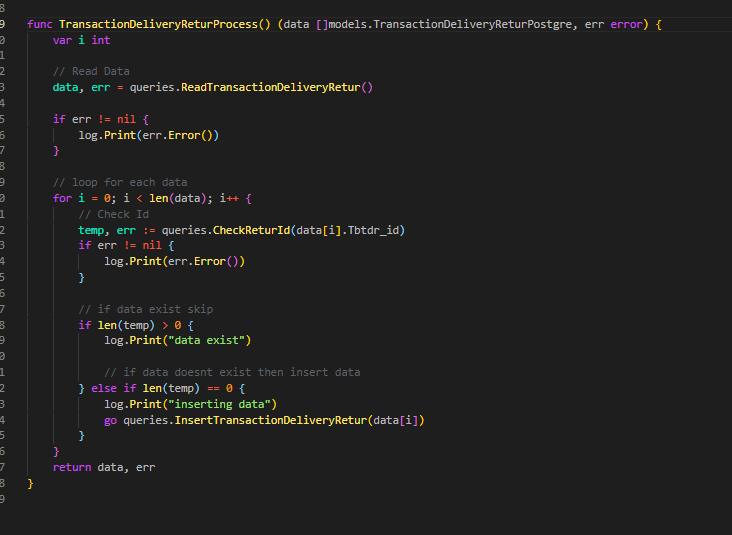 8
9 func TransactionDeliveryReturProcess() (data []models.TransactionDeliveryReturPostgre, err error) {
0 var i int
1
2 // Read Data
3 data, err = queries.ReadTransactionDeliveryRetur()
4
5 if err != nil {
6 log.Print(err.Error())
7 }
8
9 // loop for each data
0 for i = 0; i < len(data); i++ {
1 // Check Id
2 temp, err := queries.CheckReturId(data[i].Tbtdr_id)
3 if err != nil {
4 log.Print(err.Error())
5 }
6
7 // if data exist skip
8 if len(temp) > 0 {
9 log.Print("data exist")
0
1 // if data doesnt exist then insert data
2 } else if len(temp) == 0 {
3 log.Print("inserting data")
4 go queries.InsertTransactionDeliveryRetur(data[i])
5 }
6 }
7 return data, err
8 }
9